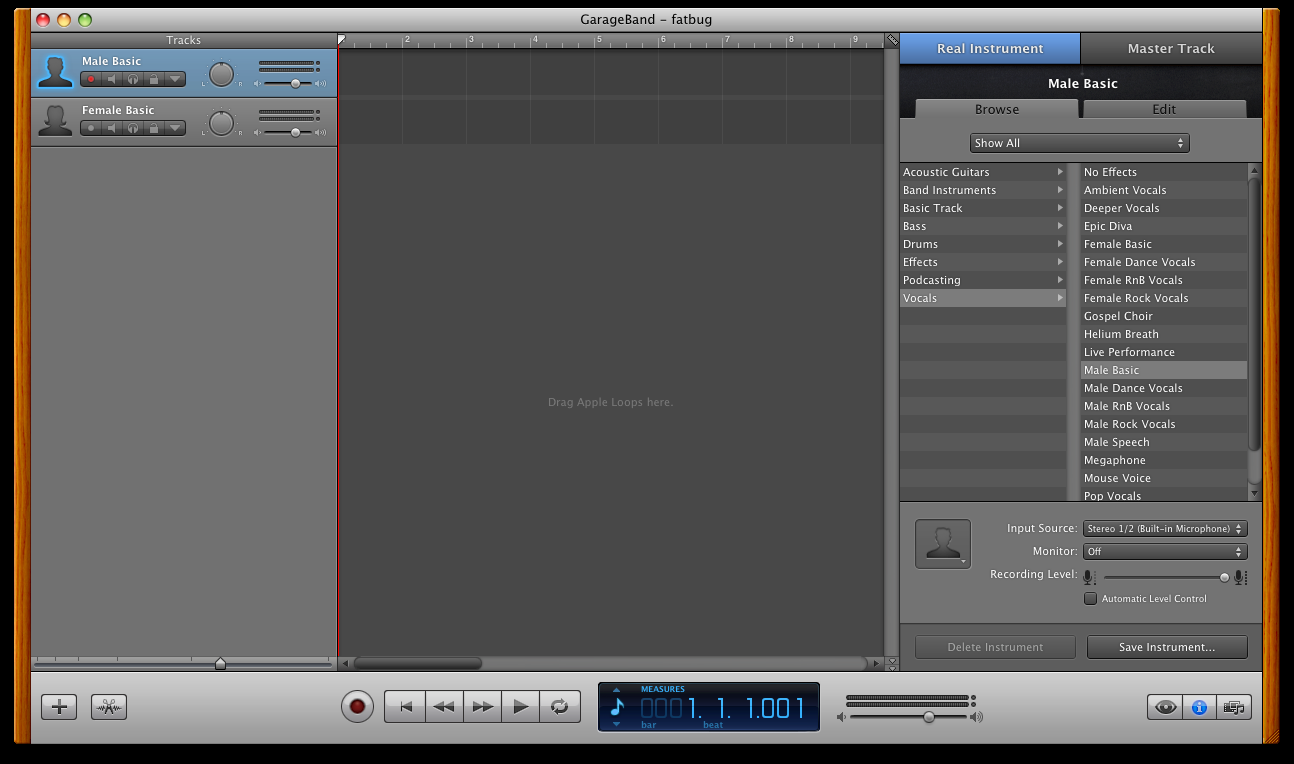 GarageBand – fatbug
Tracks
2 3 4 5 6 7 8 9
Real Instrument
Master Track
Male Basic
L R
Female Basic
L R
Male Basic
Browse
Edit
Show All
Acoustic Guitars
Band Instruments
Basic Track
Bass
Drums
Effects
Podcasting
Vocals
No Effects
Ambient Vocals
Deeper Vocals
Epic Diva
Female Basic
Female Dance Vocals
Female RnB Vocals
Female Rock Vocals
Gospel Choir
Helium Breath
Live Performance
Male Basic
Male Dance Vocals
Male RnB Vocals
Male Rock Vocals
Male Speech
Megaphone
Mouse Voice
Pop Vocals
Drag Apple Loops here.
Input Source: Stereo 1/2 (Built-in Microphone)
Monitor: Off
Recording Level:
Automatic Level Control
Delete Instrument
Save Instrument...
MEASURES
0001. 1. 1.001
bar beat